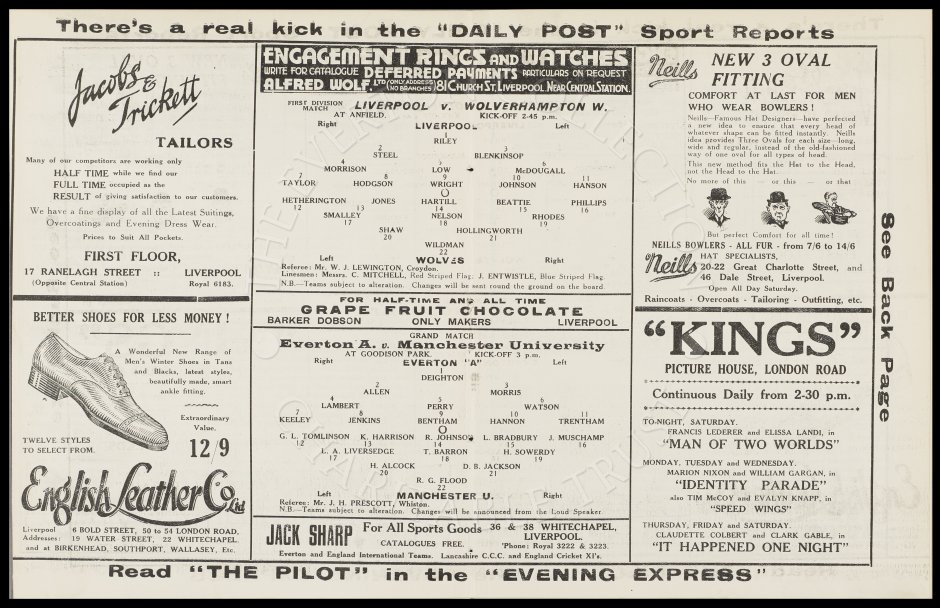 There's a real kick in the "DAILY POST" Sport Reports
Jacobs & Trickett
TAILORS
Many of our competitors are working only
HALF TIME while we find our
FULL TIME occupied as the
RESULT of giving satisfaction to our customers.
We have a fine display of all the Latest Suitings,
Overcoatings and Evening Dress Wear.
Prices to Suit All Pockets.
FIRST FLOOR,
17 RANELAGH STREET :: LIVERPOOL
(Opposite Central Station) Royal 6183.
BETTER SHOES FOR LESS MONEY!
A Wonderful New Range of
Men's Winter Shoes in Tans
and Blacks, latest styles,
beautifully made, smart
ankle fitting.
Extraordinary
Value.
12/9
TWELVE STYLES
TO SELECT FROM.
English Leather Co Ltd
Liverpool Addresses: 6 BOLD STREET, 50 to 54 LONDON ROAD,
19 WATER STREET, 22 WHITECHAPEL,
and at BIRKENHEAD, SOUTHPORT, WALLASEY, Etc.
ENGAGEMENT RINGS AND WATCHES
WRITE FOR CATALOGUE DEFERRED PAYMENTS PARTICULARS ON REQUEST
ALFRED WOLF, LTD (ONLY ADDRESS NO BRANCHES) 81 CHURCH ST. LIVERPOOL NEAR CENTRAL STATION.
FIRST DIVISION MATCH LIVERPOOL v. WOLVERHAMPTON W.
AT ANFIELD. KICK-OFF 2-45 p.m.
Right LIVERPOOL Left
1
RILEY
2 3
STEEL BLENKINSOP
4 5 6
MORRISON LOW McDOUGALL
7 8 9 10 11
TAYLOR HODGSON WRIGHT JOHNSON HANSON
O
HETHERINGTON JONES HARTILL BEATTIE PHILLIPS
12 13 14 15 16
SMALLEY NELSON RHODES
17 18 19
SHAW HOLLINGWORTH
20 21
WILDMAN
22
Left WOLVES Right
Referee: Mr. W. J. LEWINGTON, Croydon.
Linesmen: Messrs. C. MITCHELL, Red Striped Flag; J. ENTWISTLE, Blue Striped Flag.
N.B.—Teams subject to alteration. Changes will be sent round the ground on the board.
FOR HALF-TIME AND ALL TIME
GRAPE FRUIT CHOCOLATE
BARKER DOBSON ONLY MAKERS LIVERPOOL
GRAND MATCH
Everton A. v. Manchester University
AT GOODISON PARK. KICK-OFF 3 p.m.
Right EVERTON "A" Left
1
DEIGHTON
2 3
ALLEN MORRIS
4 5 6
LAMBERT PERRY WATSON
7 8 9 10 11
KEELEY JENKINS BENTHAM HANNON TRENTHAM
O
G. L. TOMLINSON K. HARRISON R. JOHNSON L. BRADBURY J. MUSCHAMP
12 13 14 15 16
L. A. LIVERSEDGE T. BARRON H. SOWERDY
17 18 19
H. ALCOCK D. B. JACKSON
20 21
R. G. FLOOD
22
Left MANCHESTER U. Right
Referee: Mr. J. H. PRESCOTT, Whiston.
N.B.—Teams subject to alteration. Changes will be announced from the Loud Speaker
JACK SHARP For All Sports Goods 36 & 38 WHITECHAPEL, LIVERPOOL.
CATALOGUES FREE. 'Phone: Royal 3222 & 3223.
Everton and England International Teams. Lancashire C.C.C. and England Cricket XI's.
Neills NEW 3 OVAL
FITTING
COMFORT AT LAST FOR MEN
WHO WEAR BOWLERS!
Neills—Famous Hat Designers—have perfected
a new idea to ensure that every head of
whatever shape can be fitted instantly. Neills
idea provides Three Ovals for each size—long,
wide and regular, instead of the old-fashioned
way of one oval for all types of head.
This new method fits the Hat to the Head,
not the Head to the Hat.
No more of this — or this — or that
But perfect Comfort for all time!
NEILLS BOWLERS - ALL FUR - from 7/6 to 14/6
Neills HAT SPECIALISTS,
20-22 Great Charlotte Street, and
46 Dale Street, Liverpool.
Open All Day Saturday.
Raincoats - Overcoats - Tailoring - Outfitting, etc.
"KINGS"
PICTURE HOUSE, LONDON ROAD
Continuous Daily from 2-30 p.m.
TO-NIGHT, SATURDAY.
FRANCIS LEDERER and ELISSA LANDI, in
"MAN OF TWO WORLDS"
MONDAY, TUESDAY and WEDNESDAY.
MARION NIXON and WILLIAM GARGAN, in
"IDENTITY PARADE"
also TIM McCOY and EVALYN KNAPP, in
"SPEED WINGS"
THURSDAY, FRIDAY and SATURDAY.
CLAUDETTE COLBERT and CLARK GABLE, in
"IT HAPPENED ONE NIGHT"
See Back Page
Read "THE PILOT" in the "EVENING EXPRESS"